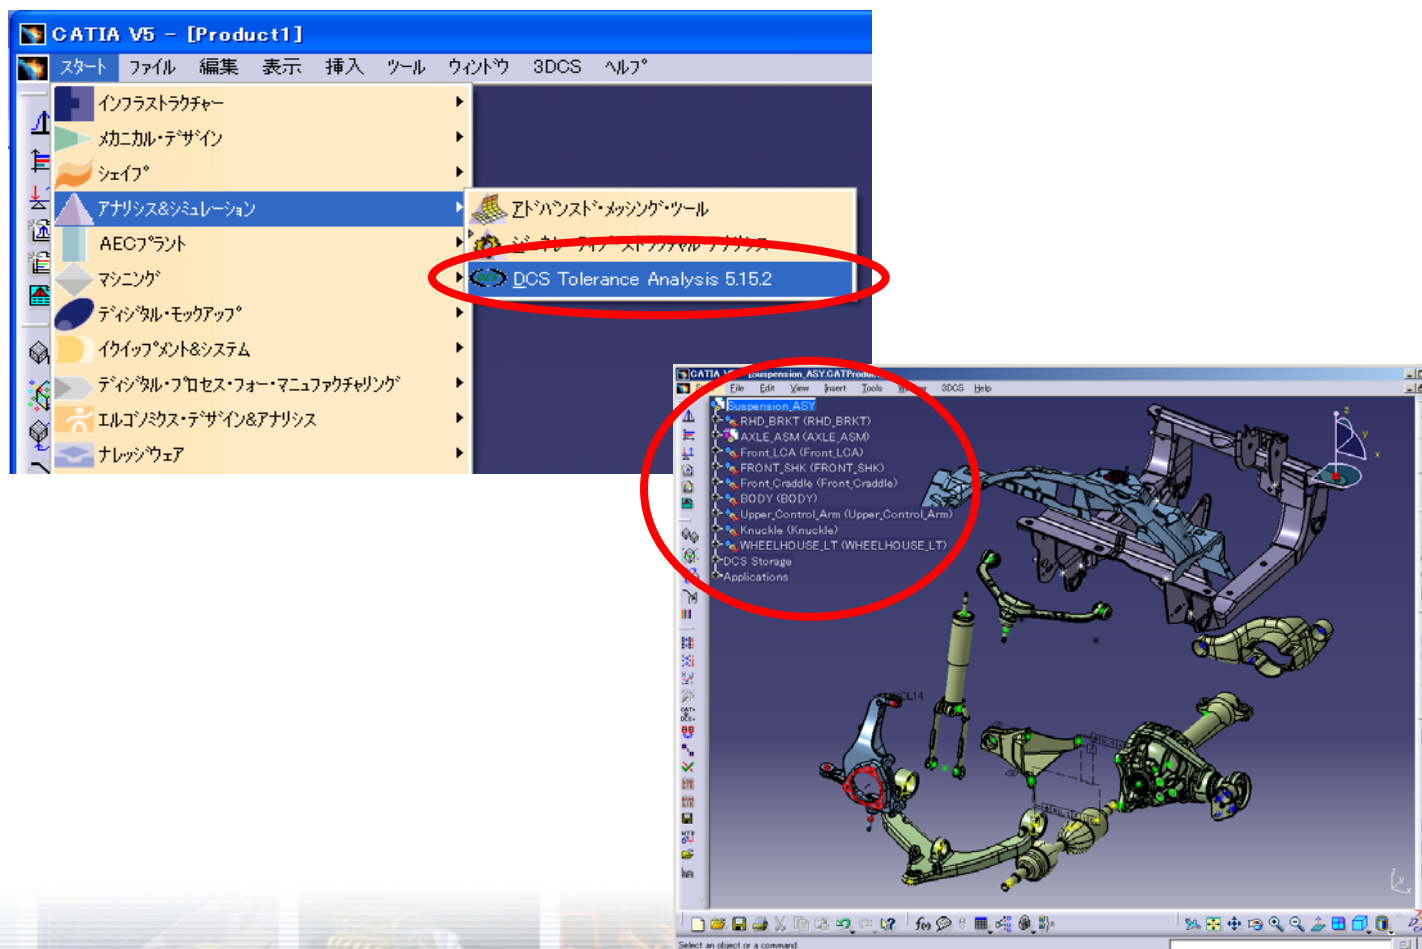 CATIA V5 - [Product1]
スタート ファイル 編集 表示 挿入 ツール ウィンドウ 3DCS ヘルプ
インフラストラクチャー
メカニカル・デザイン
シェイプ
アナリシス&シミュレーション
アドバンスド・メッシング・ツール
AECプラント
マシニング
DCS Tolerance Analysis 5.15.2
ディジタル・モックアップ
イクイップメント&システム
ディジタル・プロセス・フォー・マニュファクチャリング
エルゴノミクス・デザイン&アナリシス
ナレッジウェア
CATIA [Suspension_ASY.CATProduct]
File Edit View Insert Tools 3DCS Help
Suspension_ASY
RHD_BRKT (RHD_BRKT)
AXLE_ASM (AXLE_ASM)
Front_LCA (Front_LCA)
FRONT_SHK (FRONT_SHK)
Front_Craddle (Front_Craddle)
BODY (BODY)
Upper_Control_Arm (Upper_Control_Arm)
Knuckle (Knuckle)
WHEELHOUSE_LT (WHEELHOUSE_LT)
DCS Storage
Applications
z
y
x
Select an object or a command